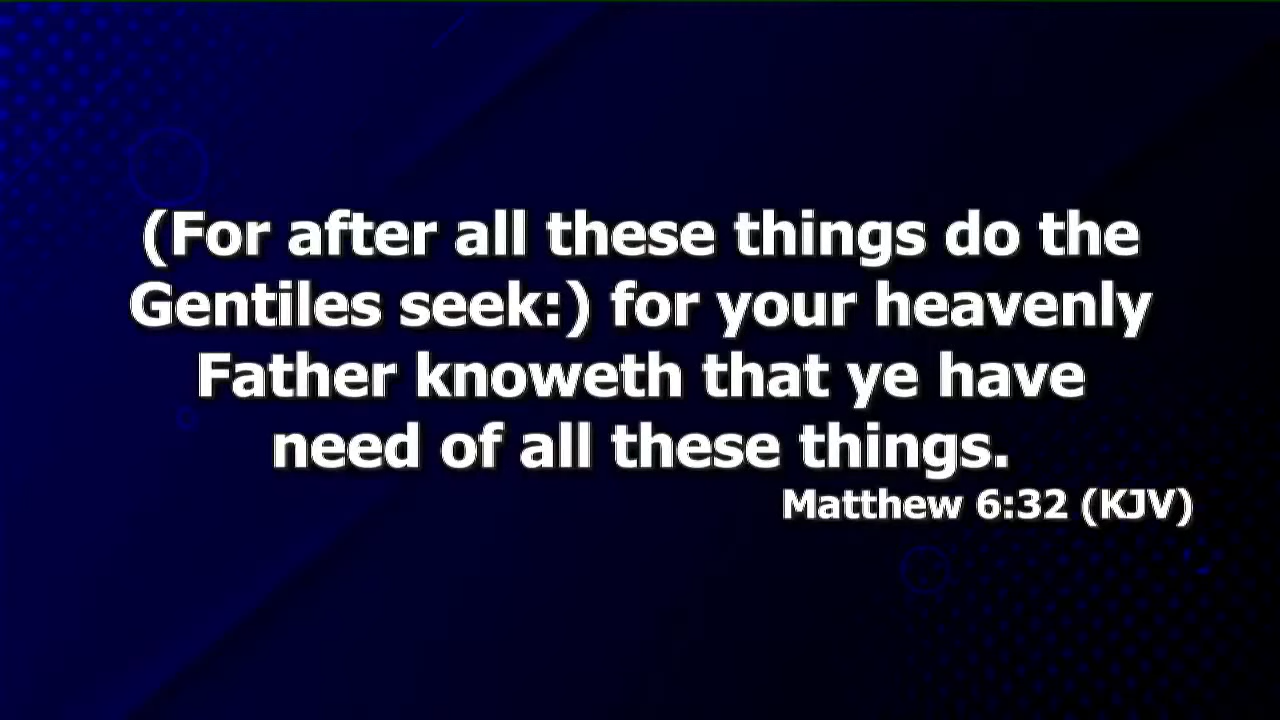 (For after all these things do the
Gentiles seek:) for your heavenly
Father knoweth that ye have
need of all these things.
Matthew 6:32 (KJV)